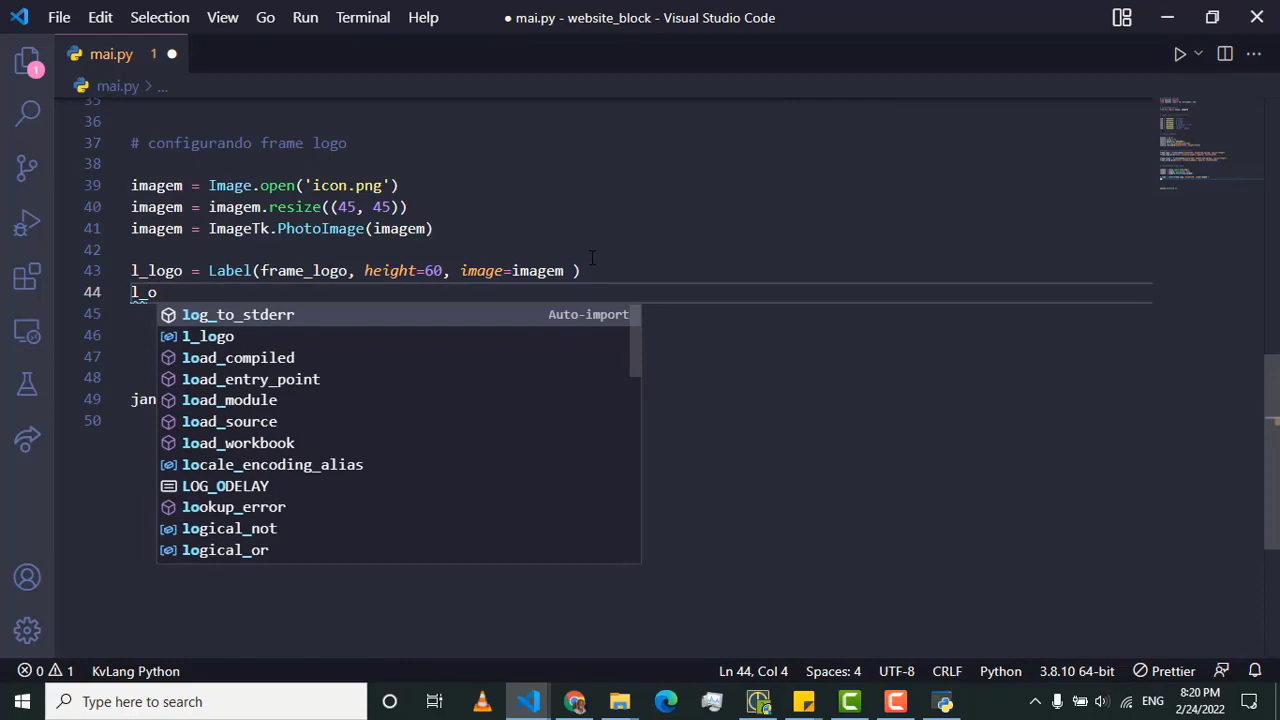 File Edit Selection View Go Run Terminal Help
● mai.py - website_block - Visual Studio Code
1
mai.py 1
mai.py > ...
35
36
37 # configurando frame logo
38
39 imagem = Image.open('icon.png')
40 imagem = imagem.resize((45, 45))
41 imagem = ImageTk.PhotoImage(imagem)
42
43 l_logo = Label(frame_logo, height=60, image=imagem )
44 l_o
45 log_to_stderr Auto-import
46 l_logo
47 load_compiled
48 load_entry_point
49 jan load_module
50 load_source
load_workbook
locale_encoding_alias
LOG_ODELAY
lookup_error
logical_not
logical_or
0 1 KvLang Python Ln 44, Col 4 Spaces: 4 UTF-8 CRLF Python 3.8.10 64-bit Prettier
Type here to search
ENG
8:20 PM
2/24/2022